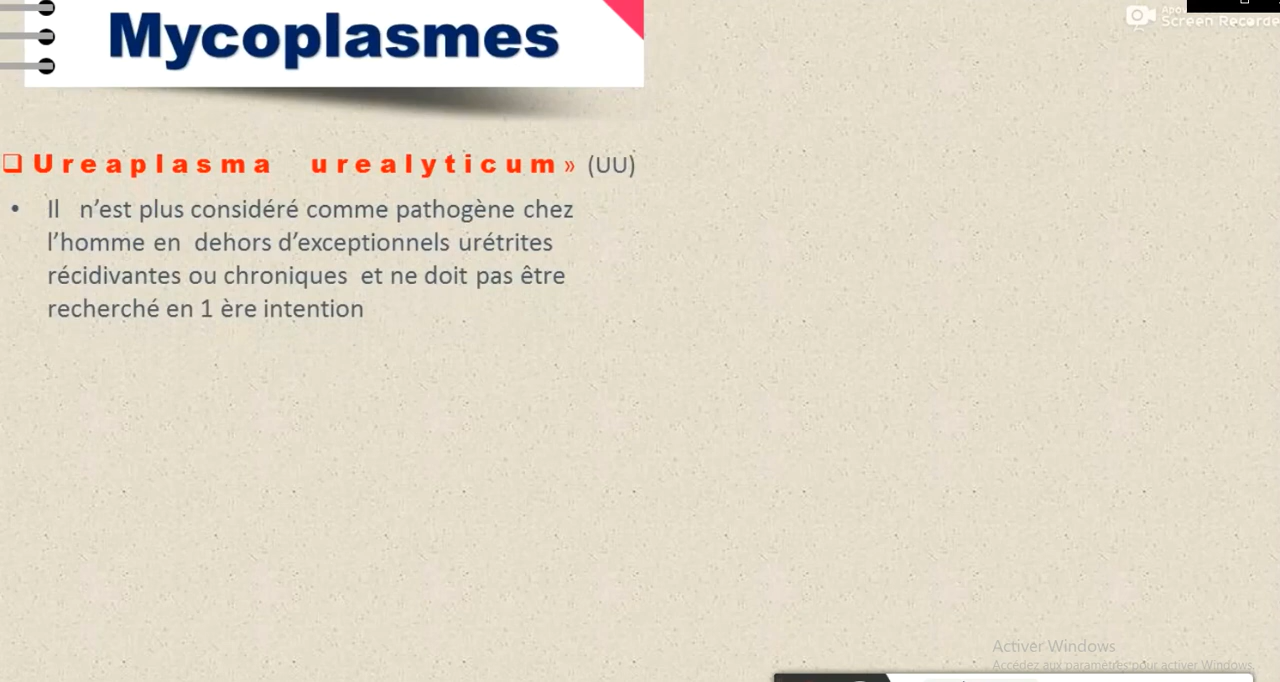 Mycoplasmes
Screen Recorde
❑ Ureaplasma urealyticum» (UU)
• Il n’est plus considéré comme pathogène chez
l’homme en dehors d’exceptionnels urétrites
récidivantes ou chroniques et ne doit pas être
recherché en 1 ère intention
Activer Windows
Accédez aux paramètres pour activer Windows.